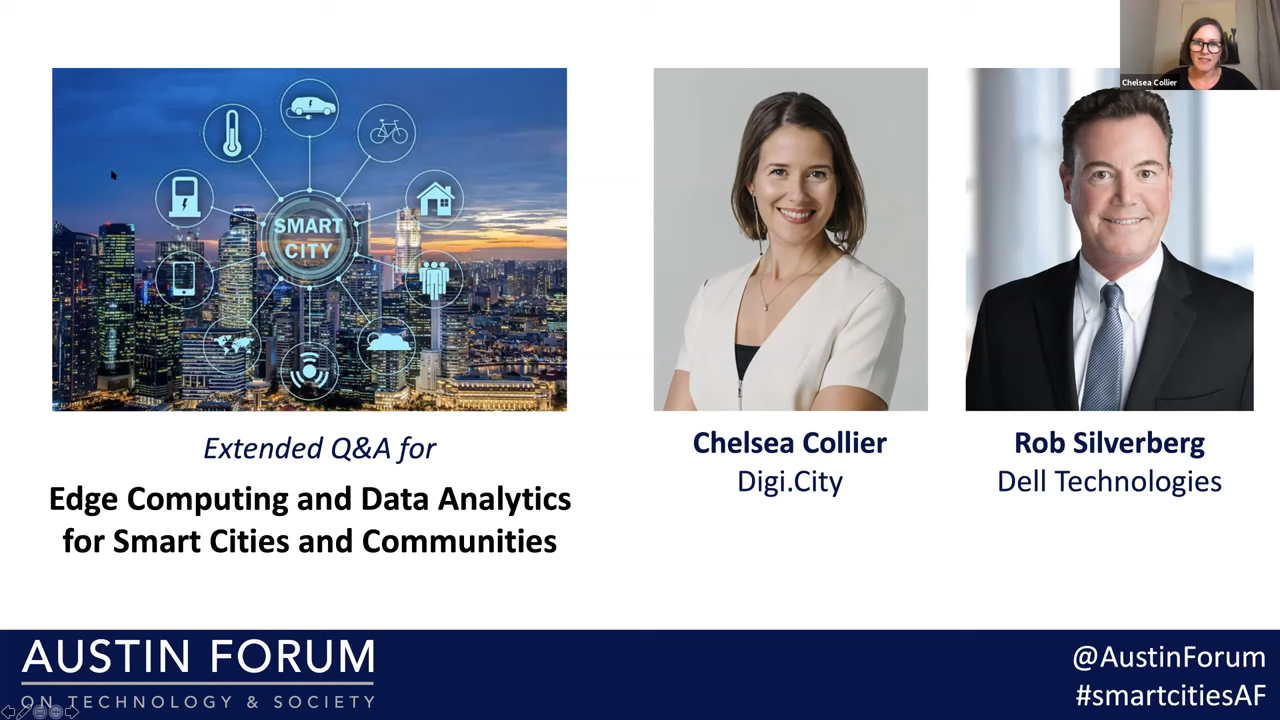 Chelsea Collier
SMART
CITY
Extended Q&A for
Edge Computing and Data Analytics
for Smart Cities and Communities
Chelsea Collier
Digi.City
Rob Silverberg
Dell Technologies
AUSTIN FORUM
ON TECHNOLOGY & SOCIETY
@AustinForum
#smartcitiesAF